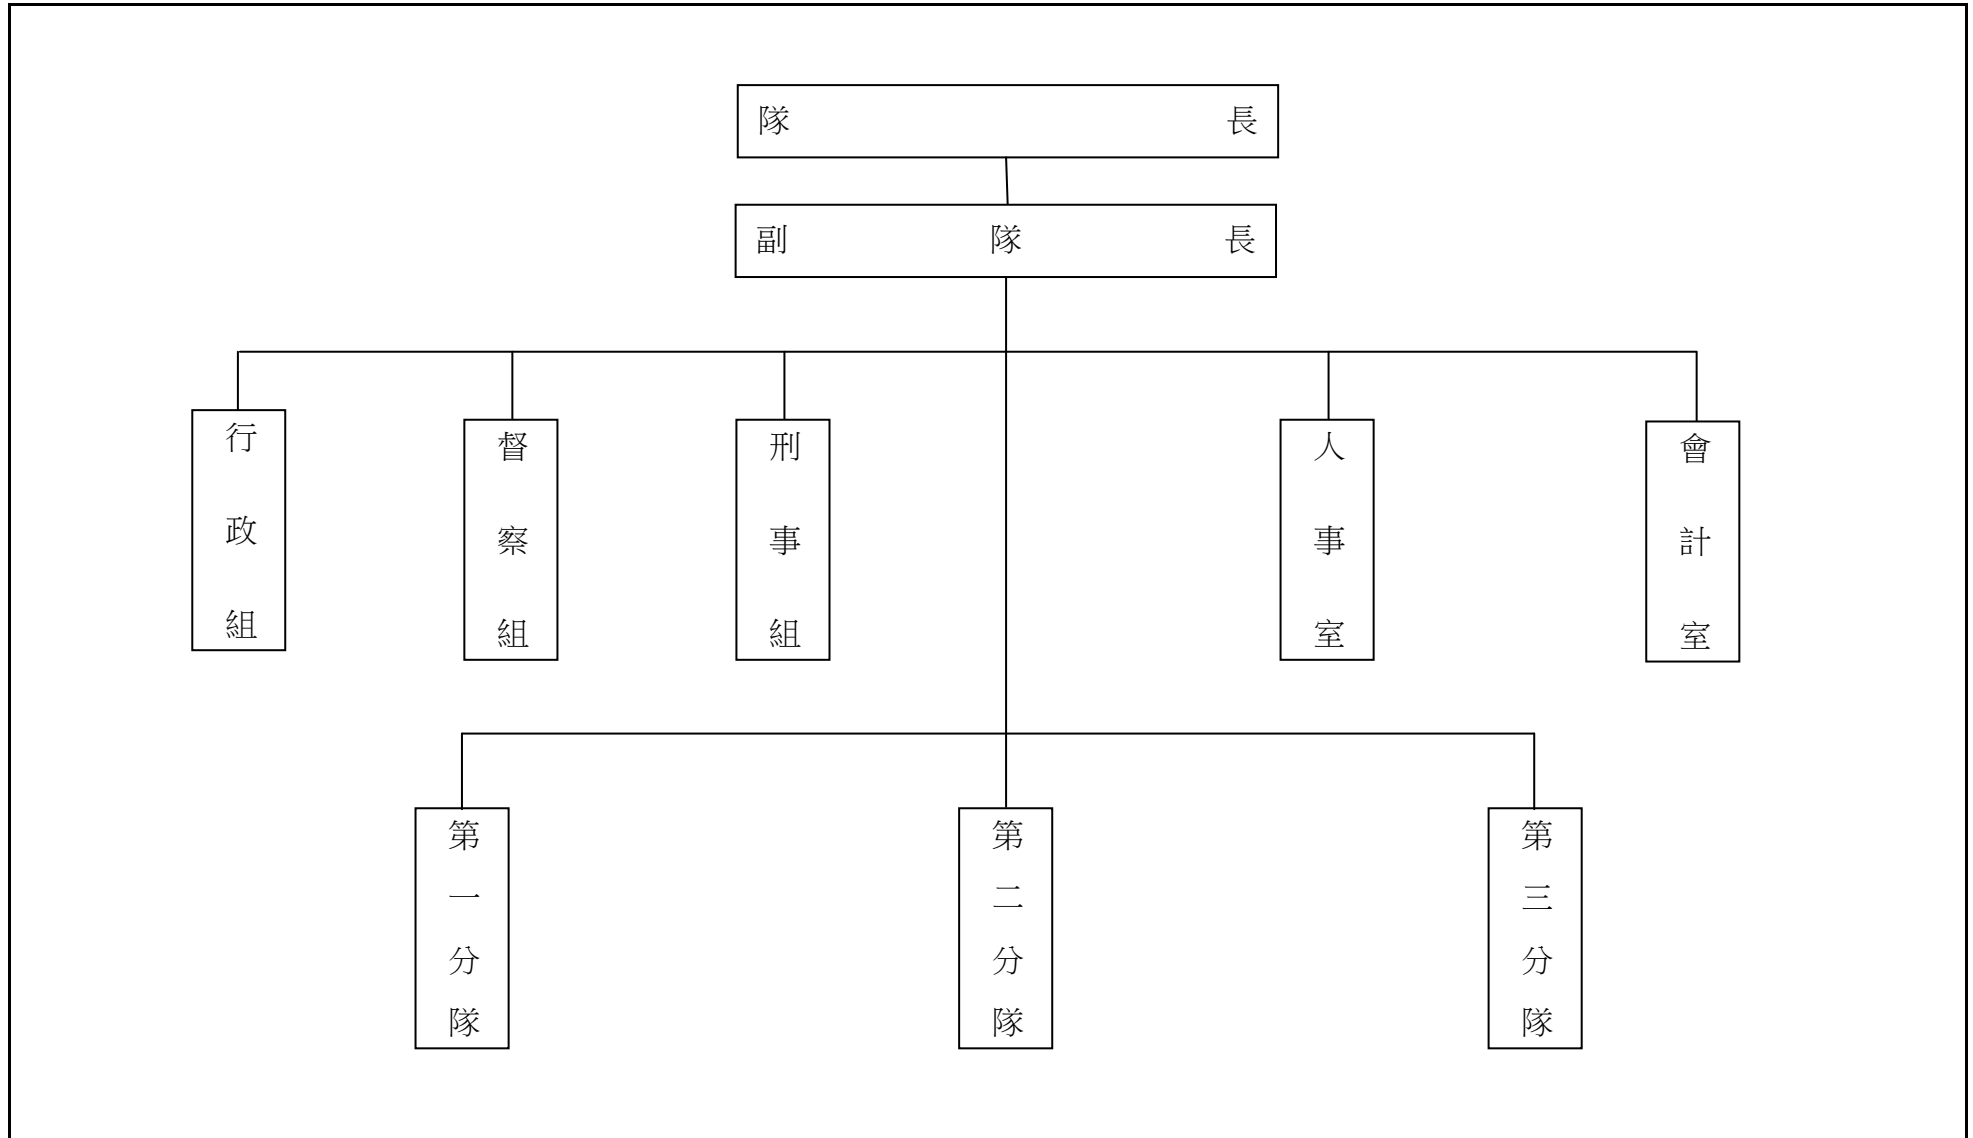 隊長
副隊長
行政組
督察組
刑事組
人事室
會計室
第一分隊
第二分隊
第三分隊